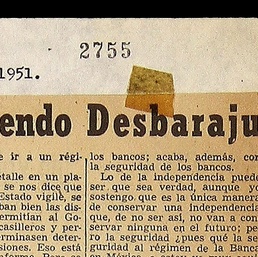 2755
1951.
endo Desbaraju
e ir a un régi-
etalle en un pla-
se nos dice que
Estado vigile, se
aban bien las dis-
ermitían al Go-
casilleros y per-
rminasen deter-
siones. Eso está
los bancos; acaba, además, con
la seguridad de los bancos.
Lo de la independencia puede
ser que sea verdad, aunque yo
sostengo que es la única manera
de conservar una independencia
que, de no ser así, no van a con-
servar ninguna en el futuro; pe-
ro la seguridad ¿pues qué la se-
guridad al régimen de la Banca